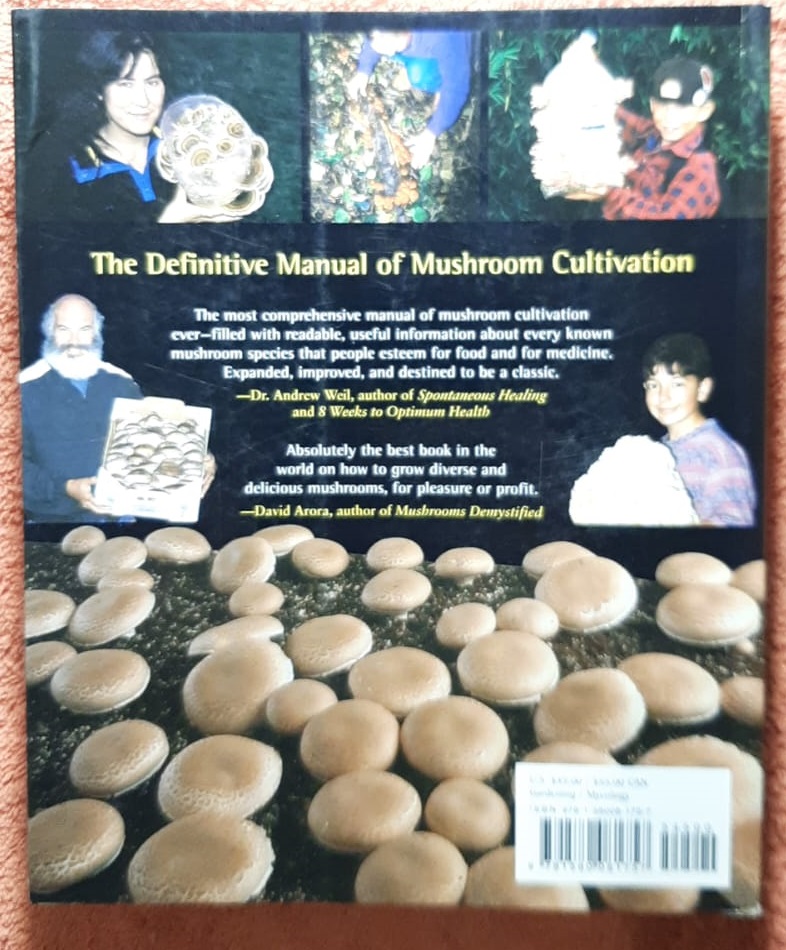 The Definitive Manual of Mushroom Cultivation
The most comprehensive manual of mushroom cultivation
ever—filled with readable, useful information about every known
mushroom species that people esteem for food and for medicine.
Expanded, improved, and destined to be a classic.
—Dr. Andrew Weil, author of Spontaneous Healing
and 8 Weeks to Optimum Health
Absolutely the best book in the
world on how to grow diverse and
delicious mushrooms, for pleasure or profit.
—David Arora, author of Mushrooms Demystified
Gardening / Mycology
ISBN